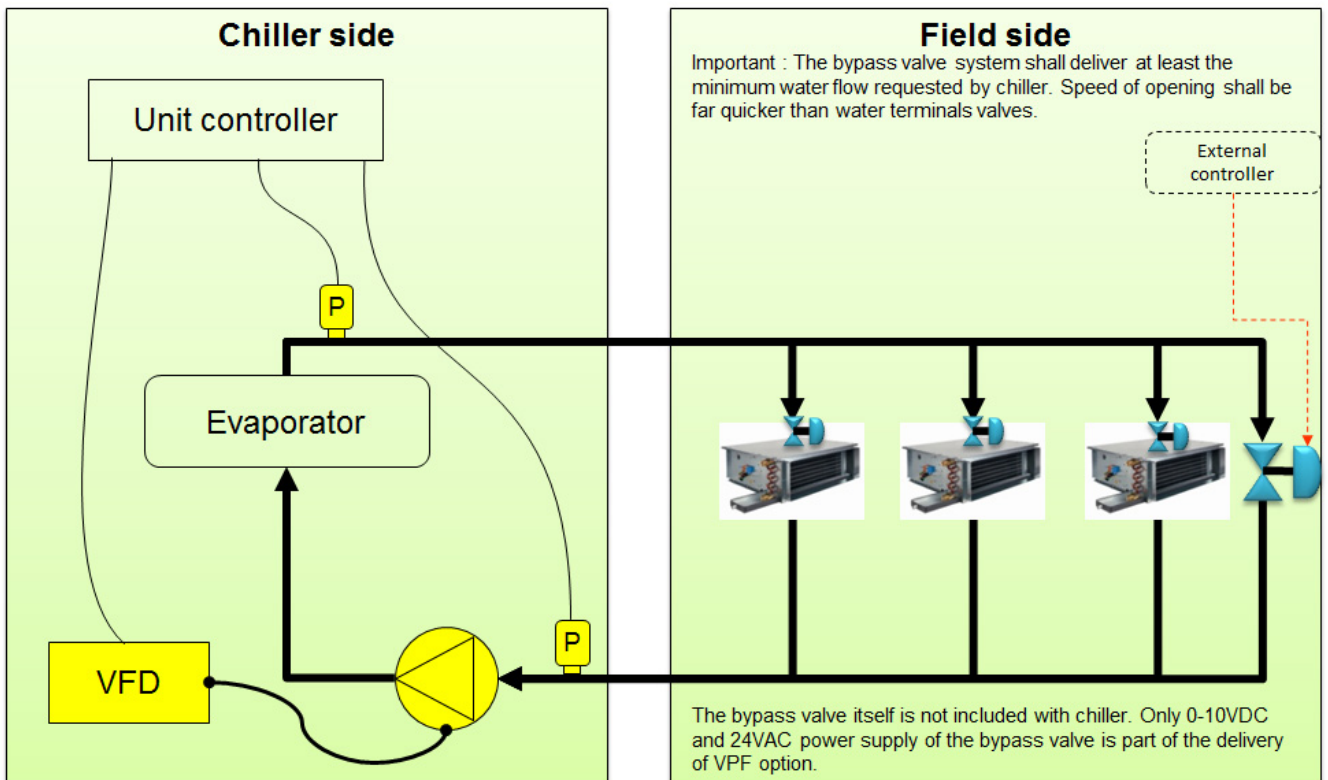 Chiller side
Unit controller
P
Evaporator
P
VFD
Field side
Important : The bypass valve system shall deliver at least the
minimum water flow requested by chiller. Speed of opening shall be
far quicker than water terminals valves.
External
controller
The bypass valve itself is not included with chiller. Only 0-10VDC
and 24VAC power supply of the bypass valve is part of the delivery
of VPF option.